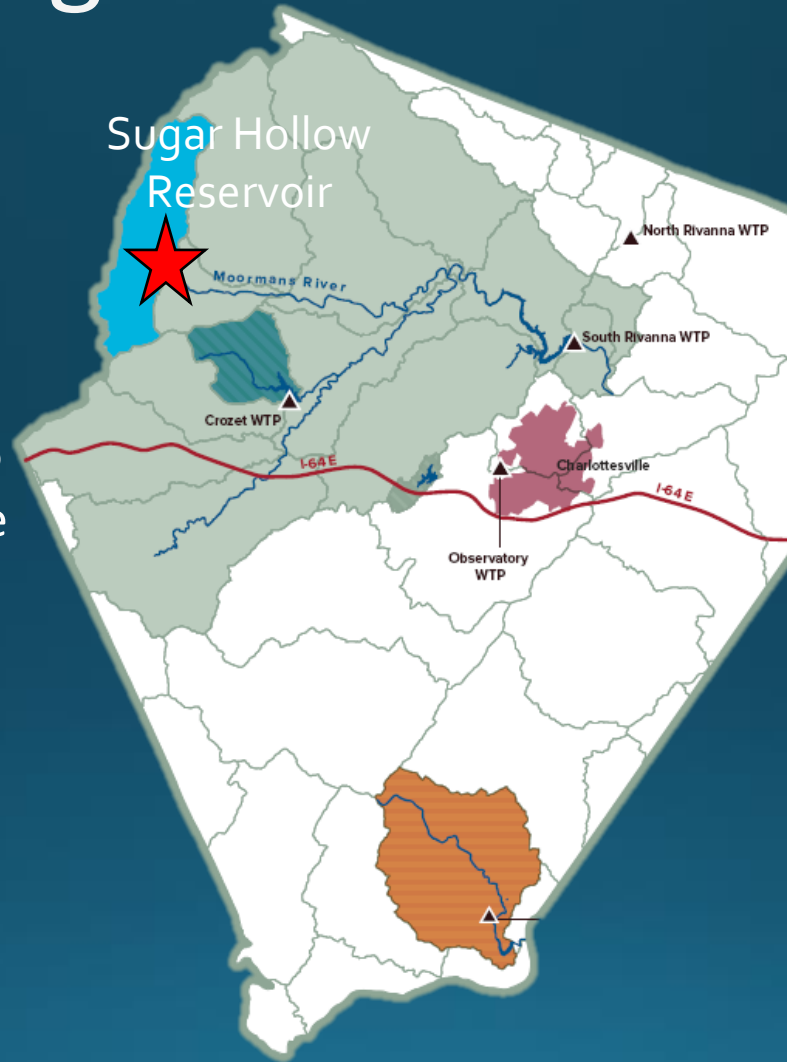 g
Sugar Hollow
Reservoir
North Rivanna WTP
Moormans River
South Rivanna WTP
Crozet WTP
I-64 E
Charlottesville
I-64 E
e
Observatory
WTP